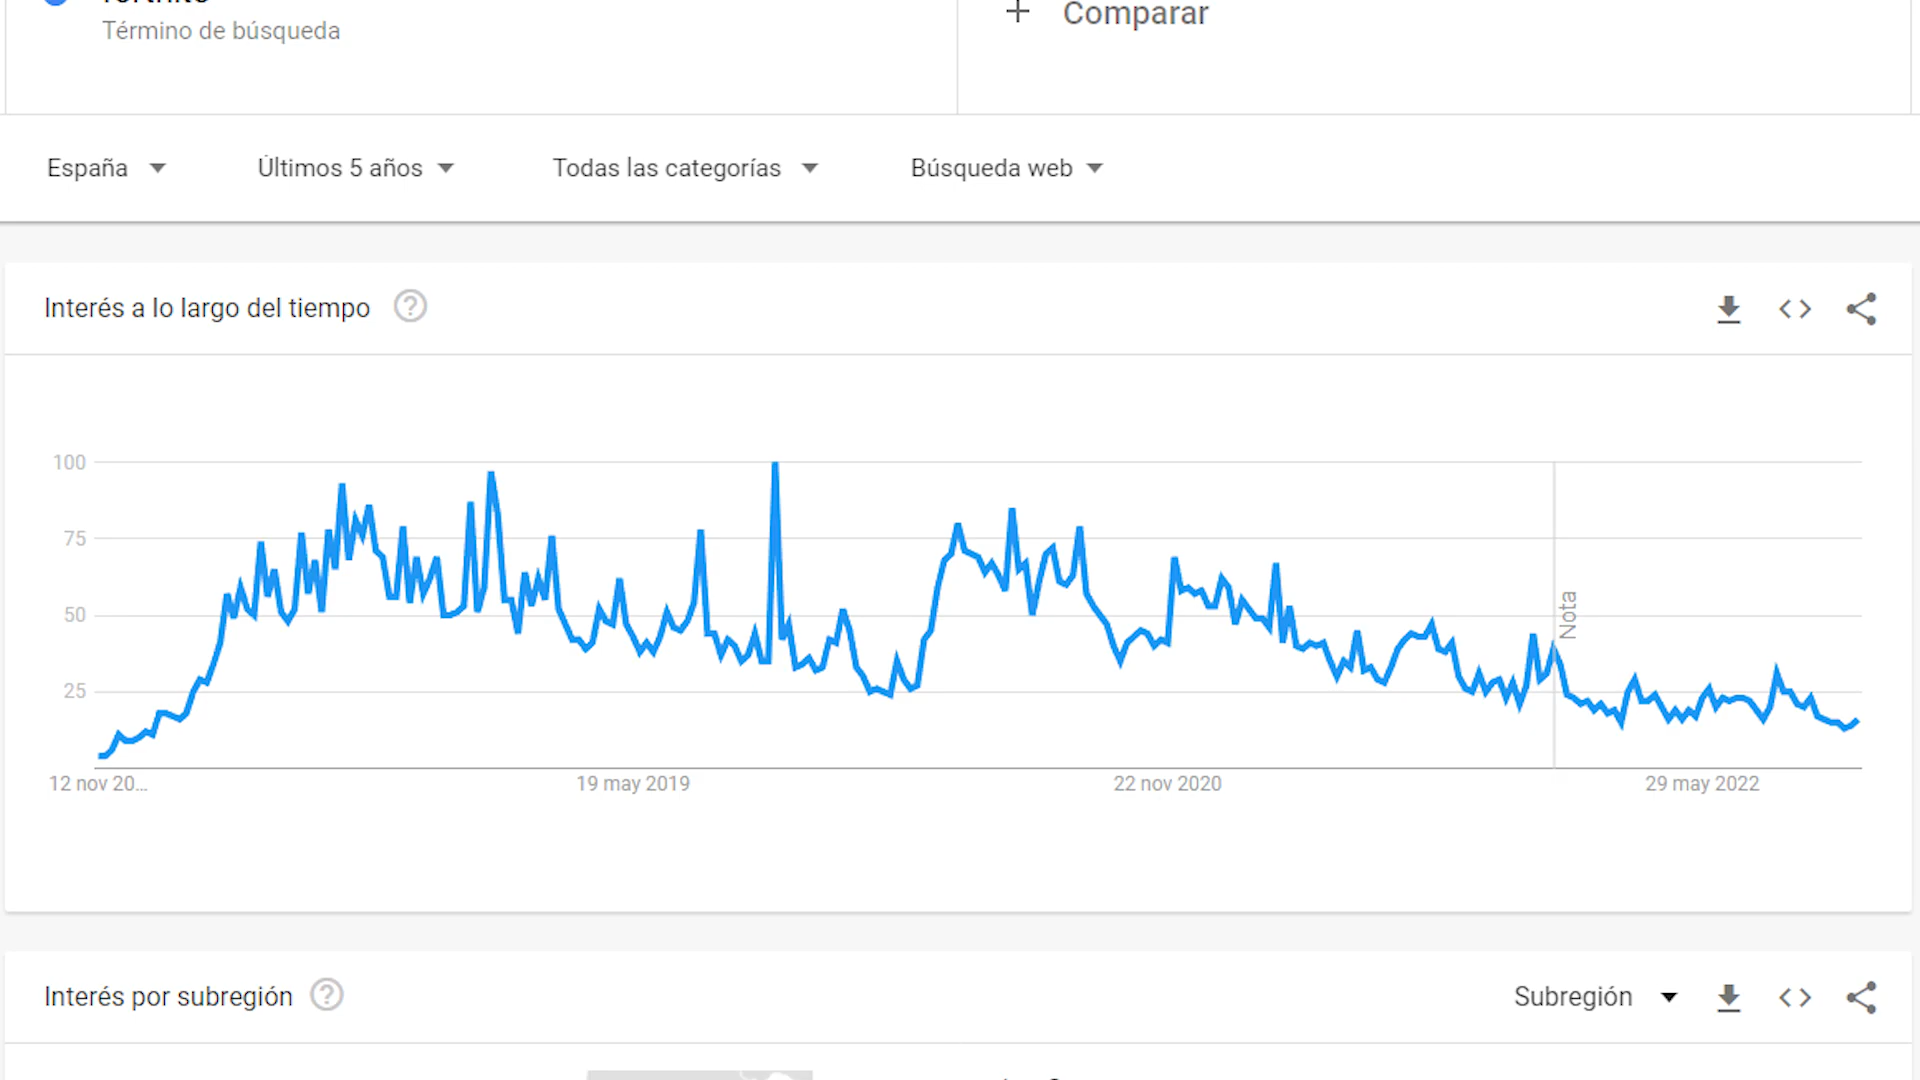 Término de búsqueda
Comparar
España
Últimos 5 años
Todas las categorías
Búsqueda web
Interés a lo largo del tiempo
100
75
50
25
Nota
12 nov 20...
19 may 2019
22 nov 2020
29 may 2022
Interés por subregión
Subregión